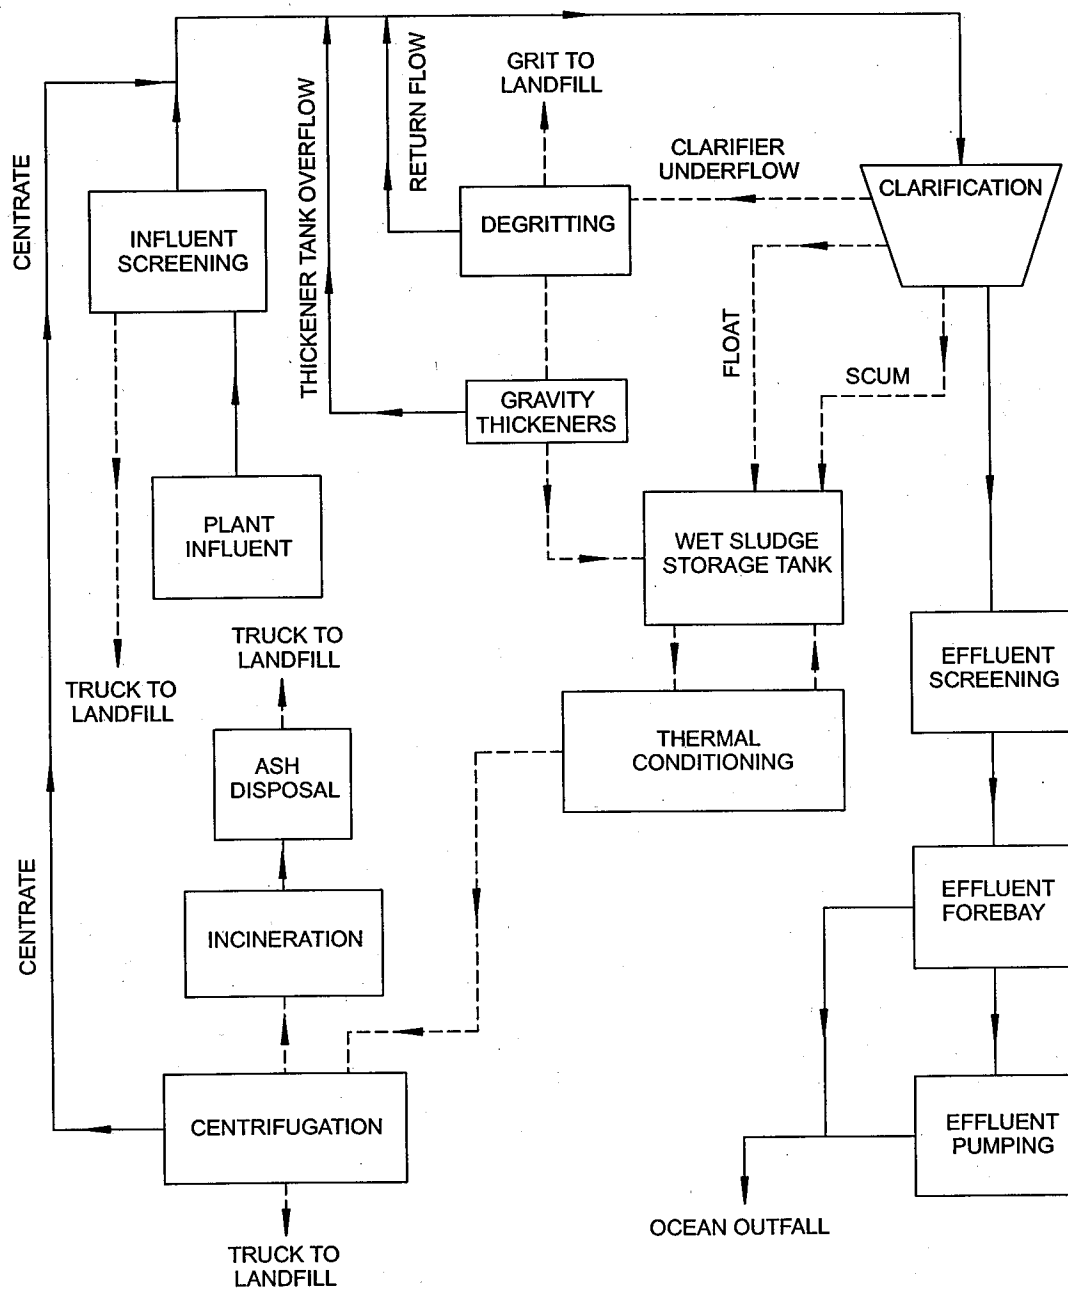 GRIT TO
LANDFILL
CENTRATE
THICKENER TANK OVERFLOW
RETURN FLOW
CLARIFIER
UNDERFLOW
CLARIFICATION
INFLUENT
SCREENING
DEGRITTING
FLOAT
SCUM
GRAVITY
THICKENERS
PLANT
INFLUENT
WET SLUDGE
STORAGE TANK
TRUCK TO
LANDFILL
TRUCK TO
LANDFILL
EFFLUENT
SCREENING
THERMAL
CONDITIONING
ASH
DISPOSAL
CENTRATE
INCINERATION
EFFLUENT
FOREBAY
CENTRIFUGATION
EFFLUENT
PUMPING
OCEAN OUTFALL
TRUCK TO
LANDFILL